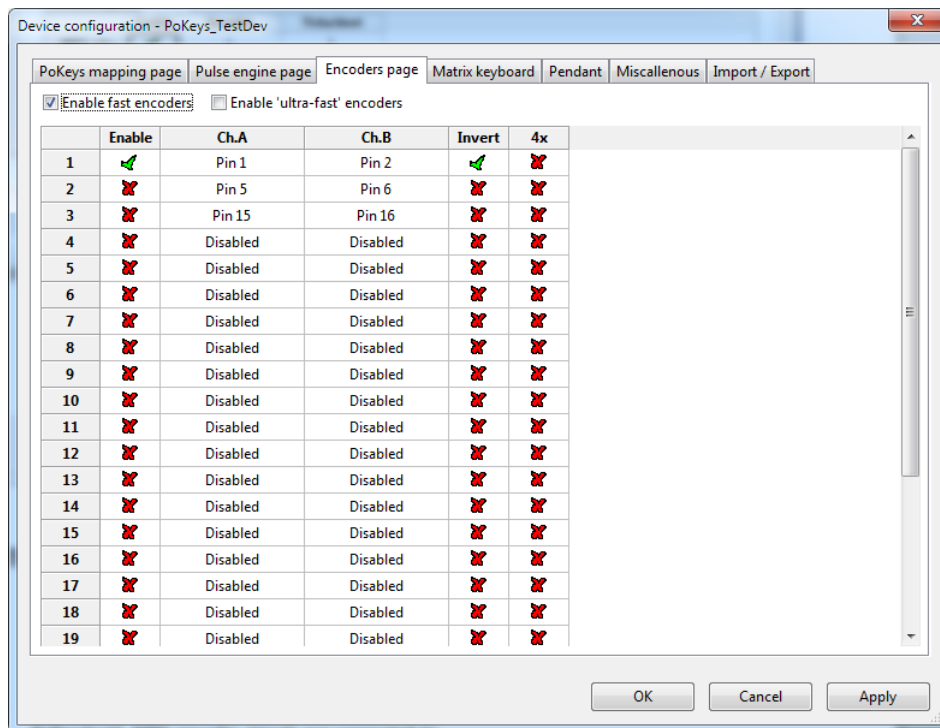 Device configuration - PoKeys_TestDev
PoKeys mapping page Pulse engine page Encoders page Matrix keyboard Pendant Miscallenous Import / Export
Enable fast encoders Enable 'ultra-fast' encoders
Enable Ch.A Ch.B Invert 4x
1 Pin 1 Pin 2
2 Pin 5 Pin 6
3 Pin 15 Pin 16
4 Disabled Disabled
5 Disabled Disabled
6 Disabled Disabled
7 Disabled Disabled
8 Disabled Disabled
9 Disabled Disabled
10 Disabled Disabled
11 Disabled Disabled
12 Disabled Disabled
13 Disabled Disabled
14 Disabled Disabled
15 Disabled Disabled
16 Disabled Disabled
17 Disabled Disabled
18 Disabled Disabled
19 Disabled Disabled
OK Cancel Apply